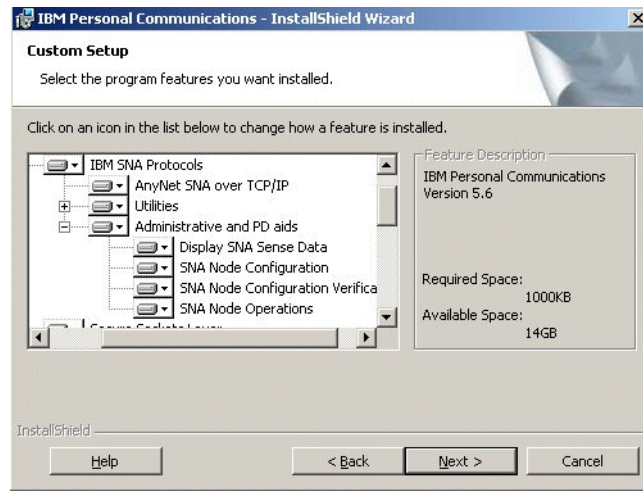 IBM Personal Communications - InstallShield Wizard
Custom Setup
Select the program features you want installed.
Click on an icon in the list below to change how a feature is installed.
IBM SNA Protocols
AnyNet SNA over TCP/IP
Utilities
Administrative and PD aids
Display SNA Sense Data
SNA Node Configuration
SNA Node Configuration Verifica
SNA Node Operations
Feature Description
IBM Personal Communications
Version 5.6
Required Space:
1000KB
Available Space:
14GB
InstallShield
Help
< Back
Next >
Cancel